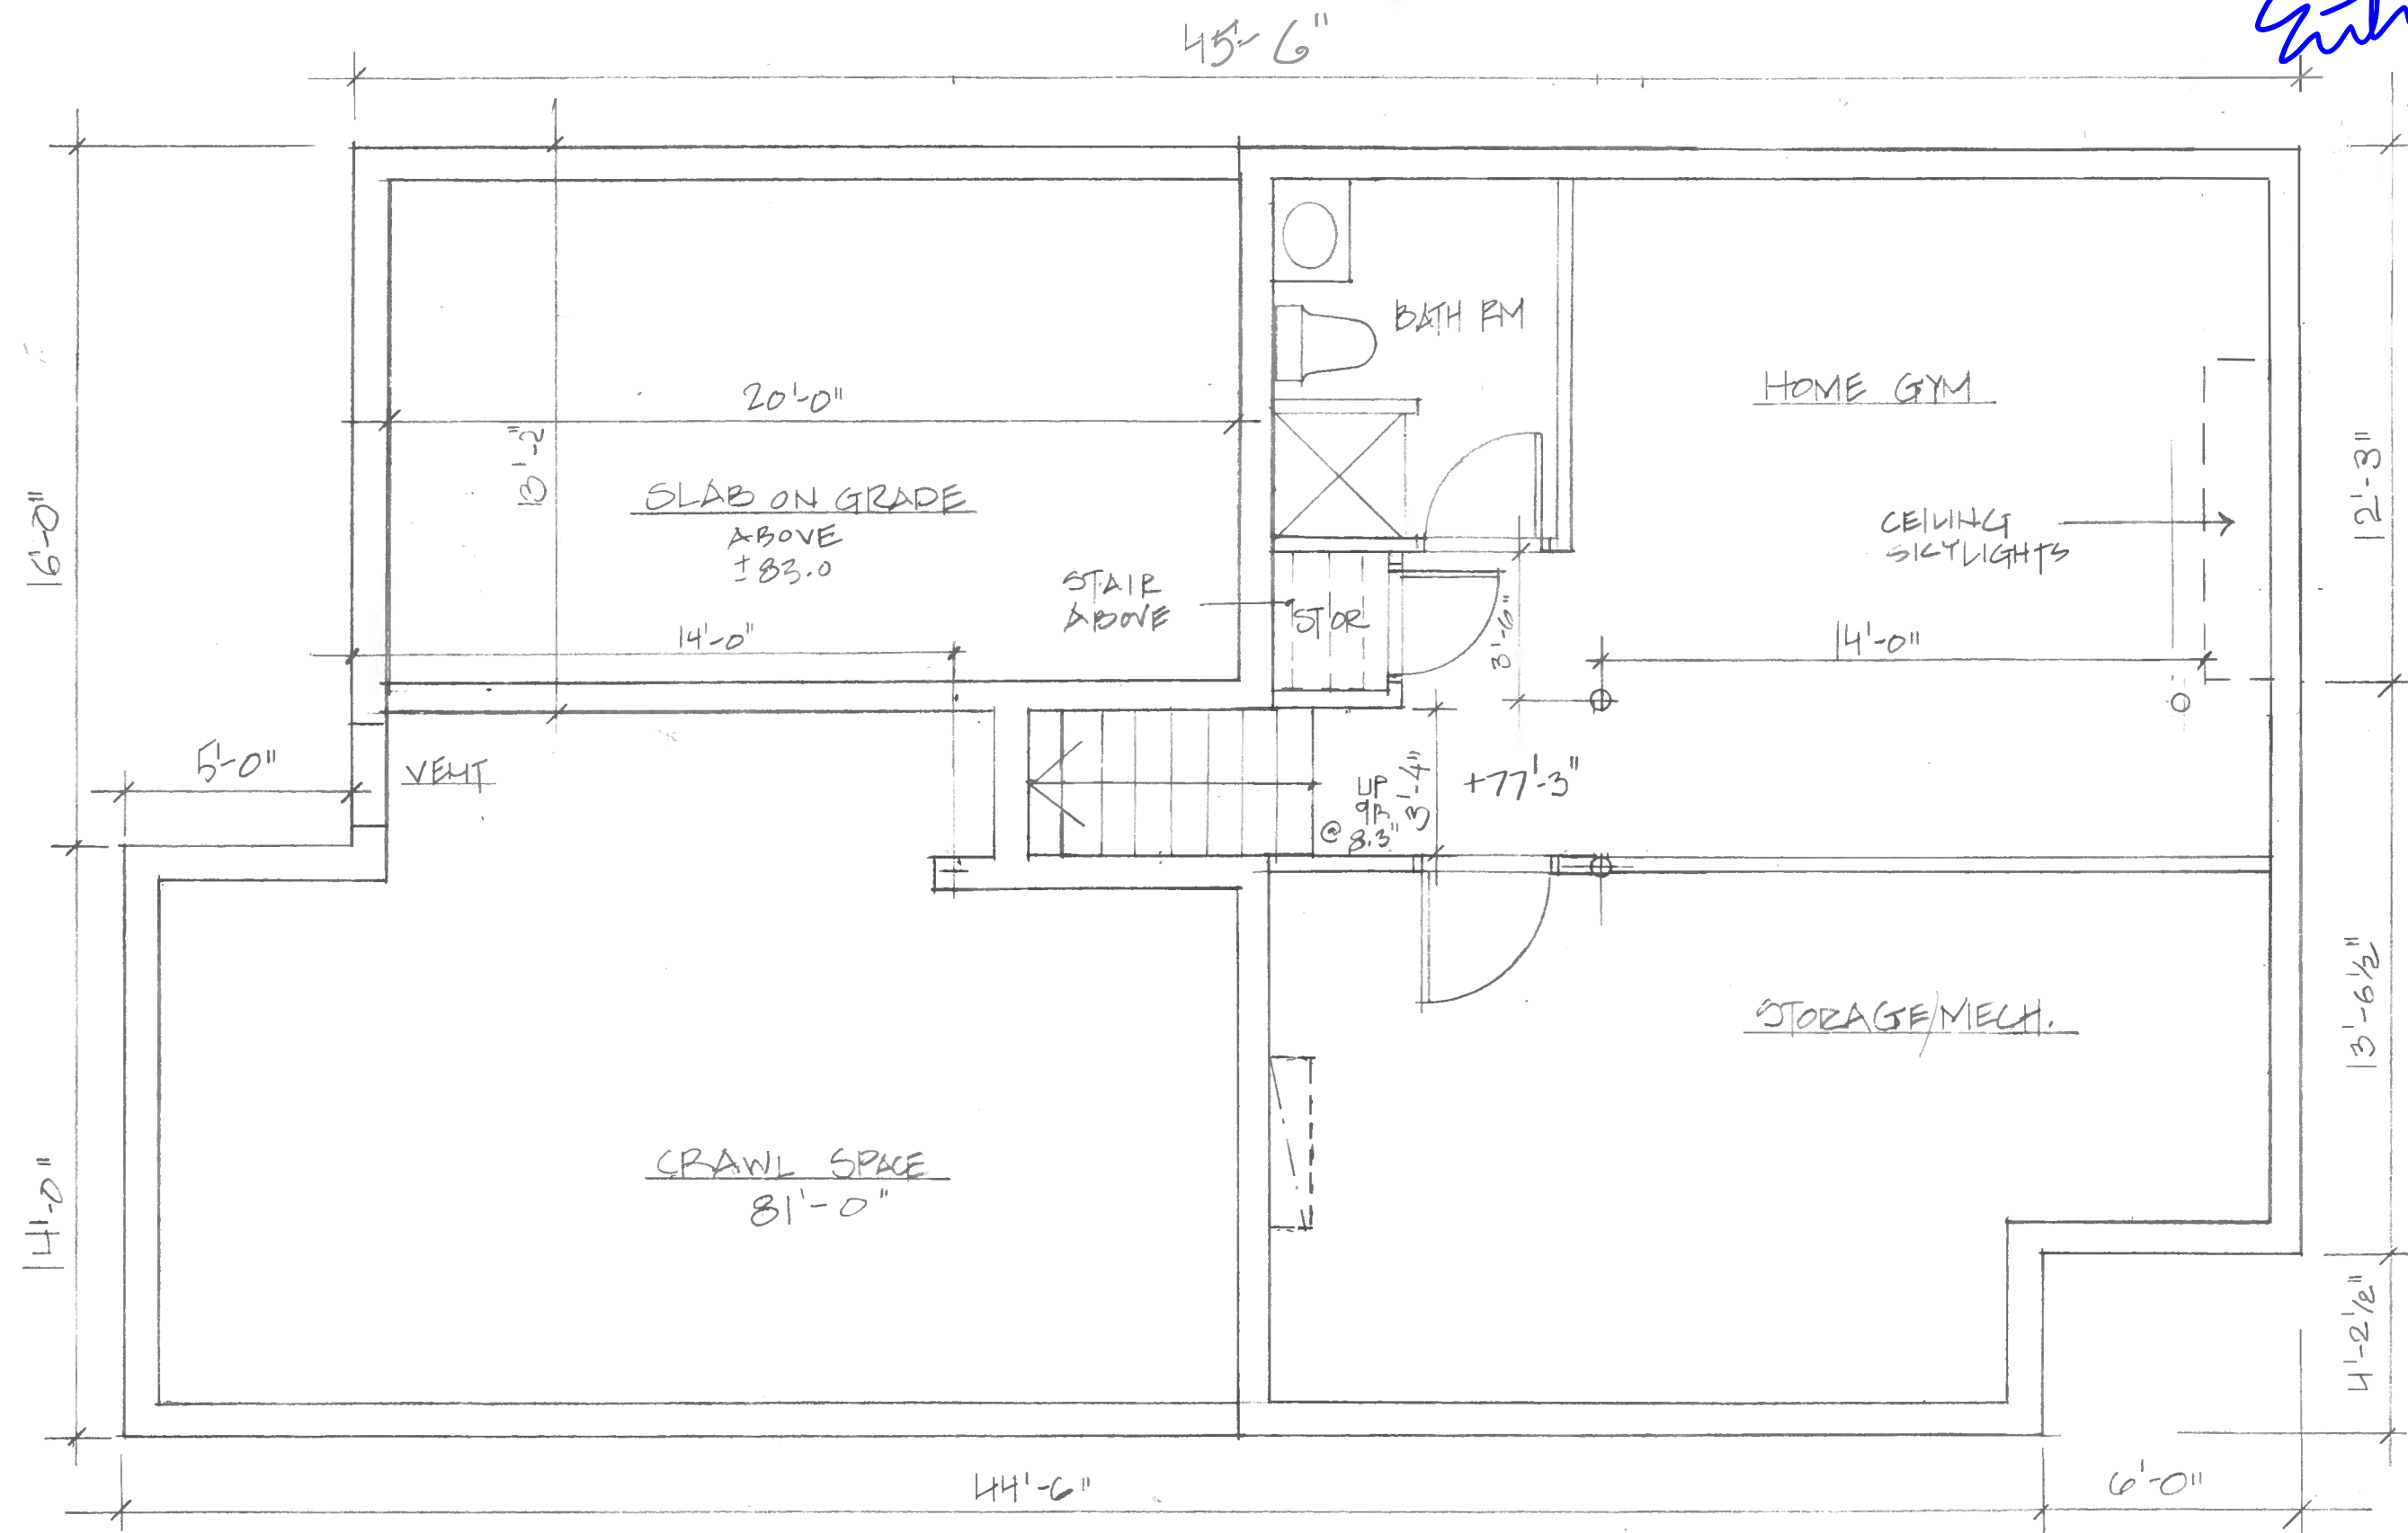 45'-6"
16'-0"
14'-0"
5'-0"
20'-0"
13'-2"
SLAB ON GRADE
ABOVE
±83.0
14'-0"
VENT
STAIR
ABOVE
STOR
BATH RM
HOME GYM
CEILING
SKYLIGHTS
12'-3"
3'-6"
14'-0"
UP
9R
@ 8.3"
3'-4"
+77'-3"
13'-6½"
STORAGE/MECH.
CRAWL SPACE
81'-0"
4'-2½"
44'-6"
6'-0"